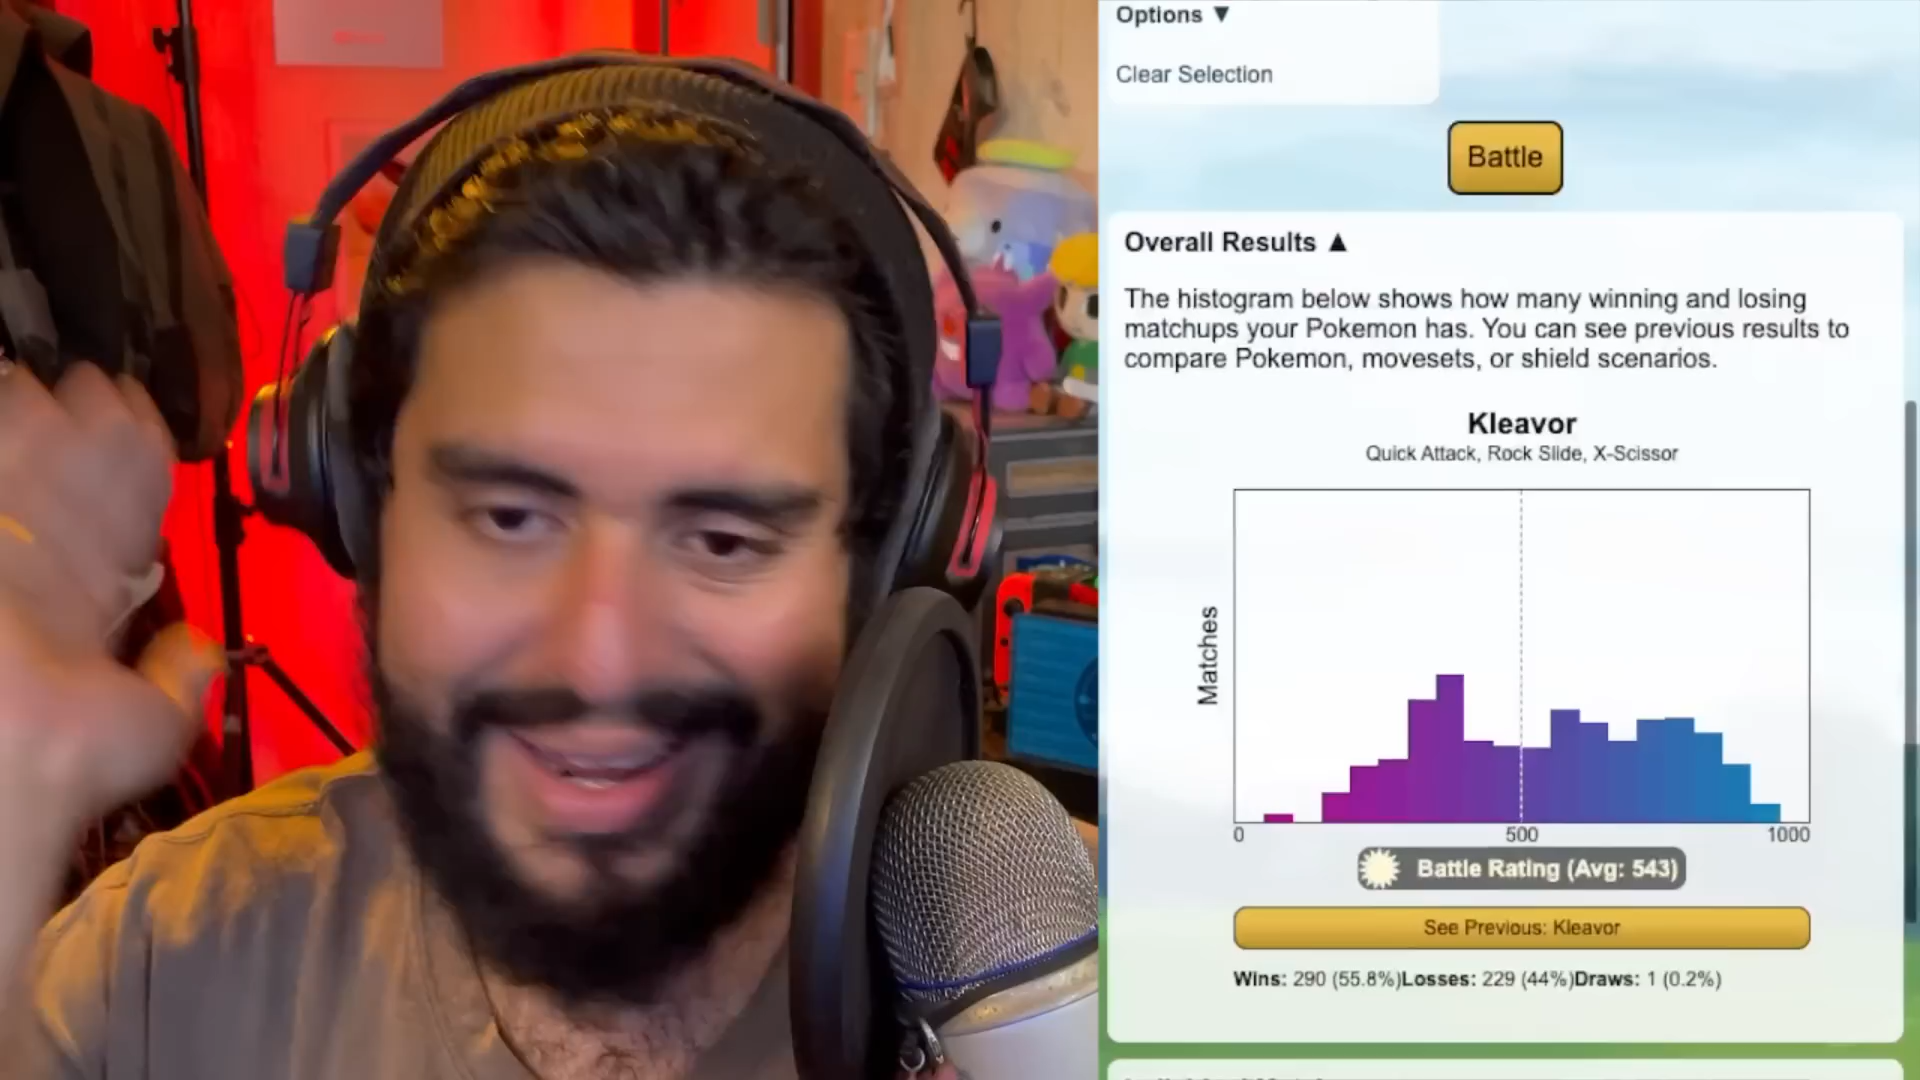 Options ▼
Clear Selection
Battle
Overall Results ▲
The histogram below shows how many winning and losing
matchups your Pokemon has. You can see previous results to
compare Pokemon, movesets, or shield scenarios.
Kleavor
Quick Attack, Rock Slide, X-Scissor
Matches
0 500 1000
Battle Rating (Avg: 543)
See Previous: Kleavor
Wins: 290 (55.8%)Losses: 229 (44%)Draws: 1 (0.2%)